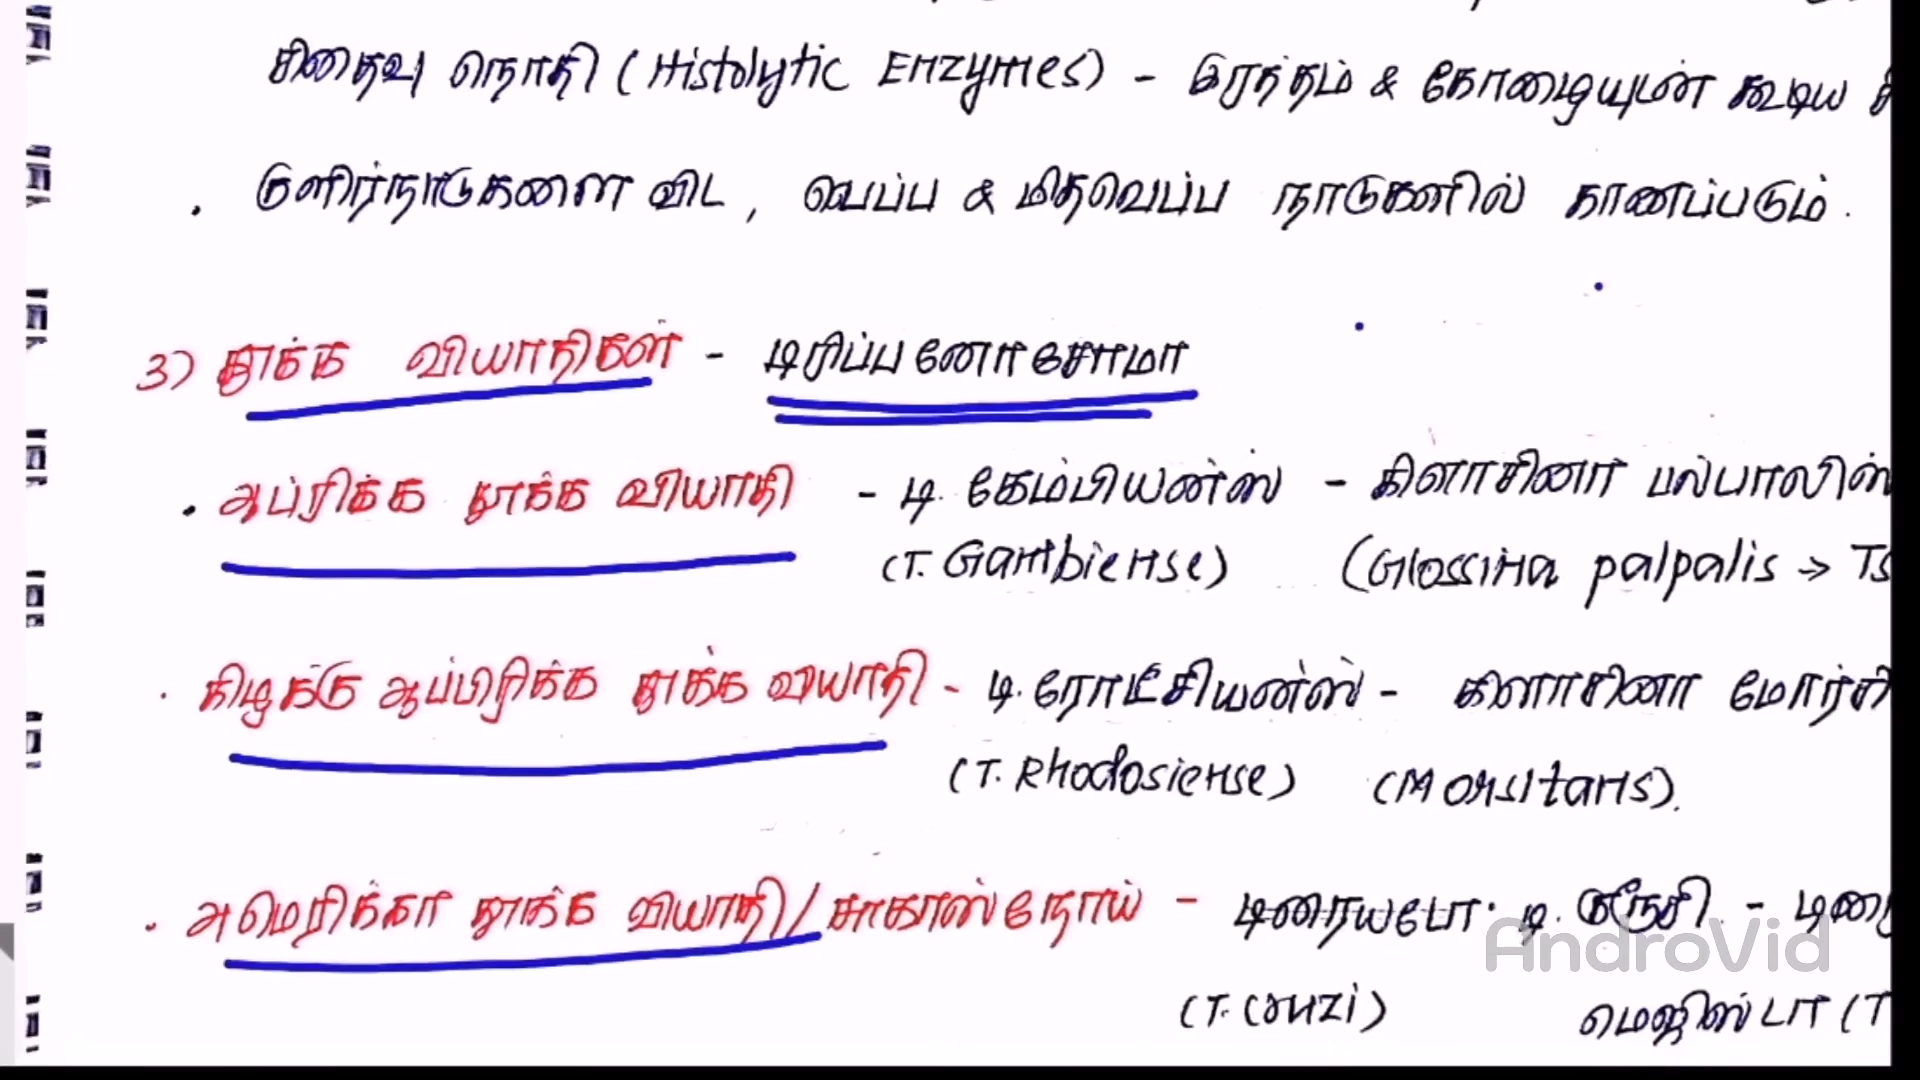 சிதைவு நொதி (Histolytic Enzymes) - இரத்தம் & கோழையுடன் கூடிய
. குளிர்நாடுகளை விட, வெப்ப & மிதவெப்ப நாடுகளில் காணப்படும்.
3) தூக்க வியாதிகள் - டிரிப்பனோசோமா
. ஆப்ரிக்க தூக்க வியாதி - டி. கேம்பியன்ஸ் - கிளாசினா பல்பாலிஸ்
(T. Gambiense) (Glossina palpalis → Ts
. கிழக்கு ஆப்பிரிக்க தூக்க வியாதி - டி. ரோட்சியன்ஸ் - கிளாசினா மோர்சி
(T. Rhodosiense) (Morsitans).
. அமெரிக்கா தூக்க வியாதி/சாகாஸ் நோய் - டி. குரூசி -
(T. Cruzi) மெஜிஸ்டா (T
AndroVid